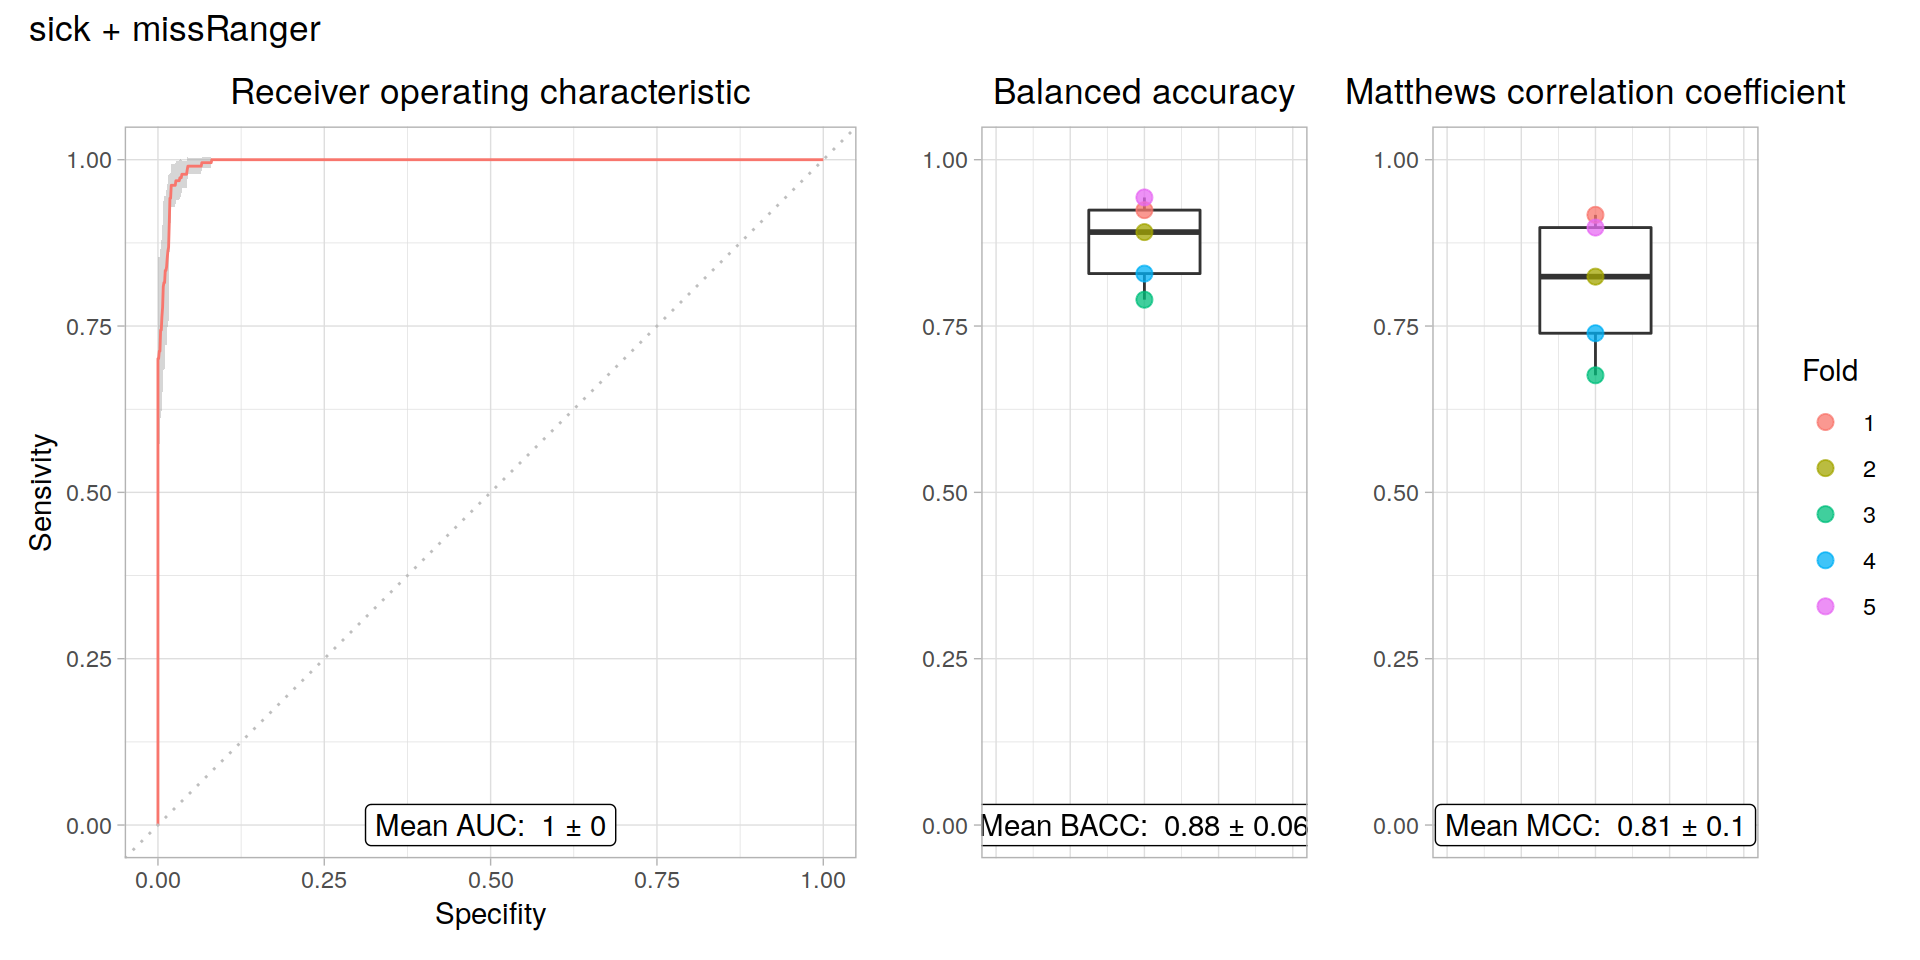 sick + missRanger
Receiver operating characteristic
Balanced accuracy
Matthews correlation coefficient
1.00
0.75
0.50
0.25
0.00
Sensivity
0.00 0.25 0.50 0.75 1.00
Specifity
Mean AUC: 1 ± 0
1.00
0.75
0.50
0.25
0.00
Mean BACC: 0.88 ± 0.06
1.00
0.75
0.50
0.25
0.00
Mean MCC: 0.81 ± 0.1
Fold
1
2
3
4
5